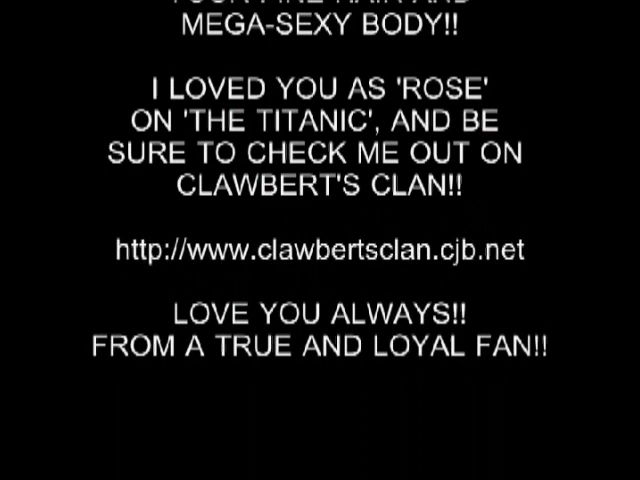 MEGA-SEXY BODY!!
I LOVED YOU AS 'ROSE'
ON 'THE TITANIC', AND BE
SURE TO CHECK ME OUT ON
CLAWBERT'S CLAN!!
http://www.clawbertsclan.cjb.net
LOVE YOU ALWAYS!!
FROM A TRUE AND LOYAL FAN!!